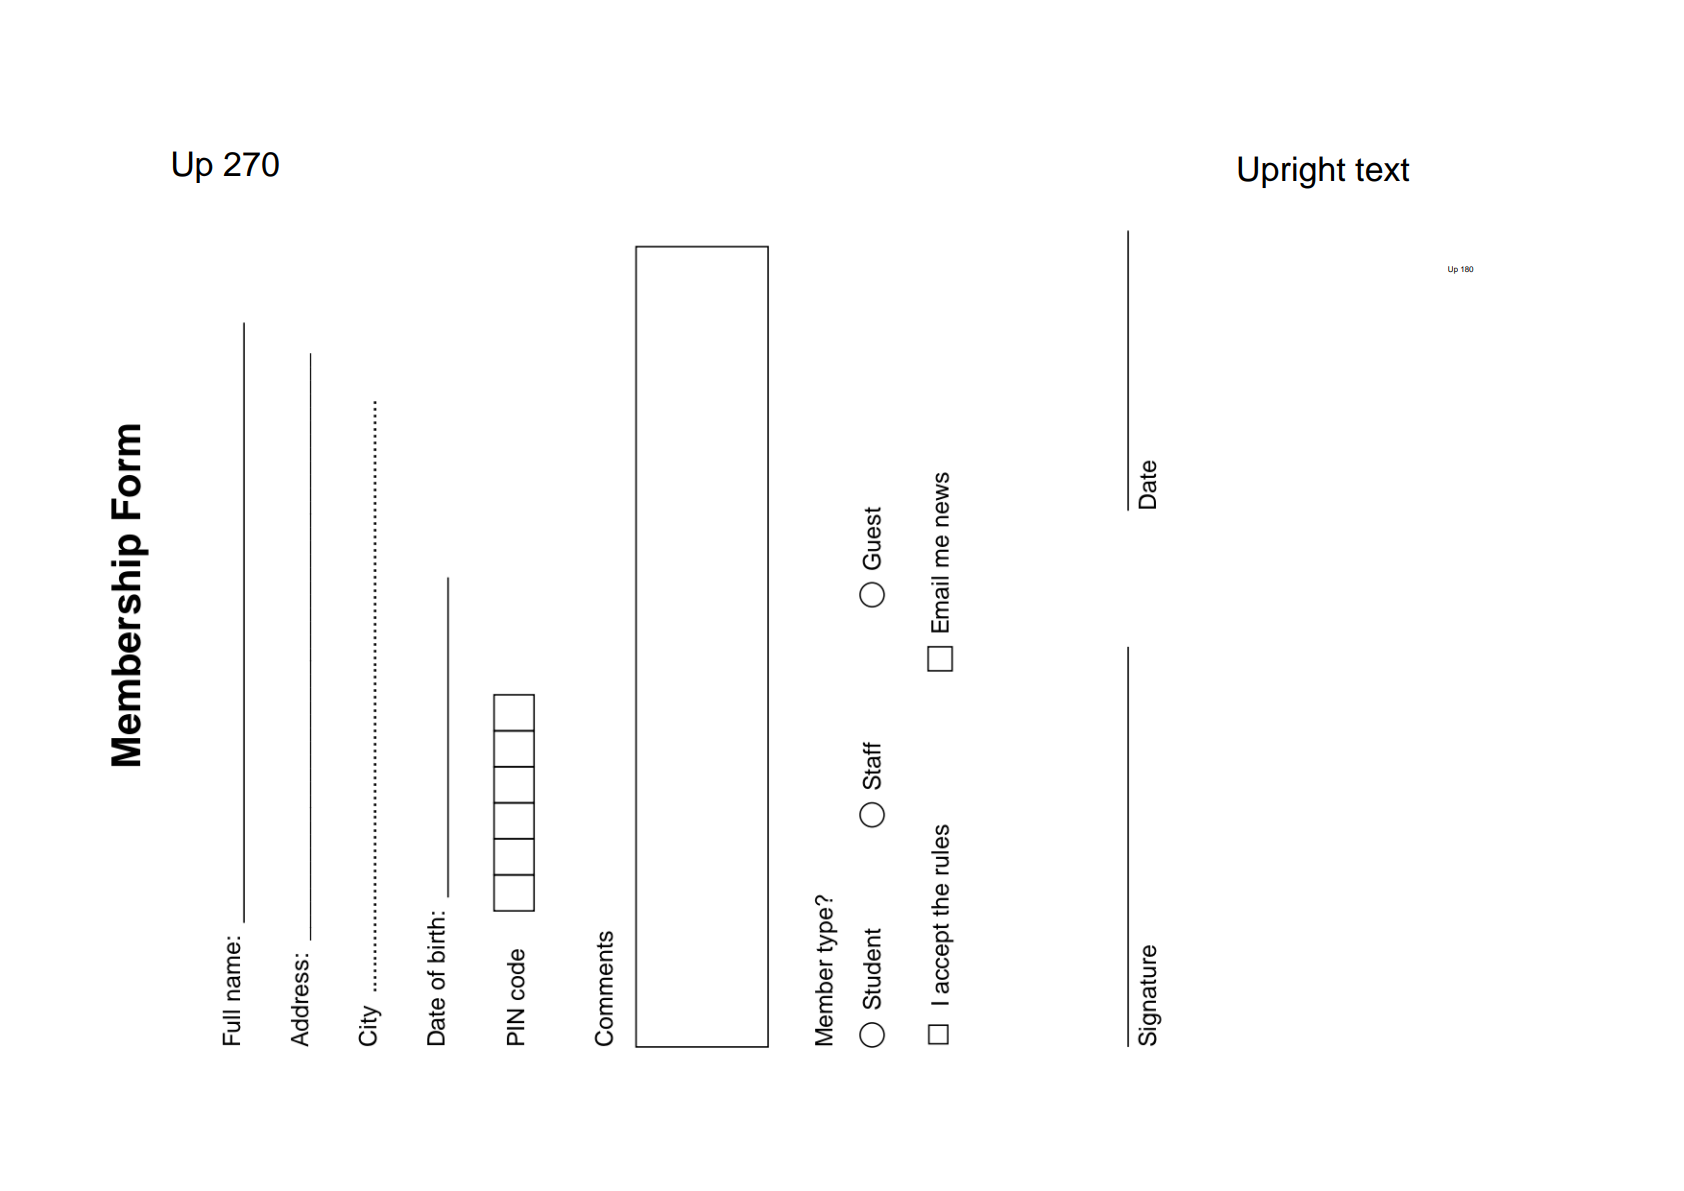 Up 270
Upright text
Up 180
Membership Form
Full name:
Address:
City
Date of birth:
PIN code
Comments
Member type?
Student Staff Guest
I accept the rules Email me news
Signature Date